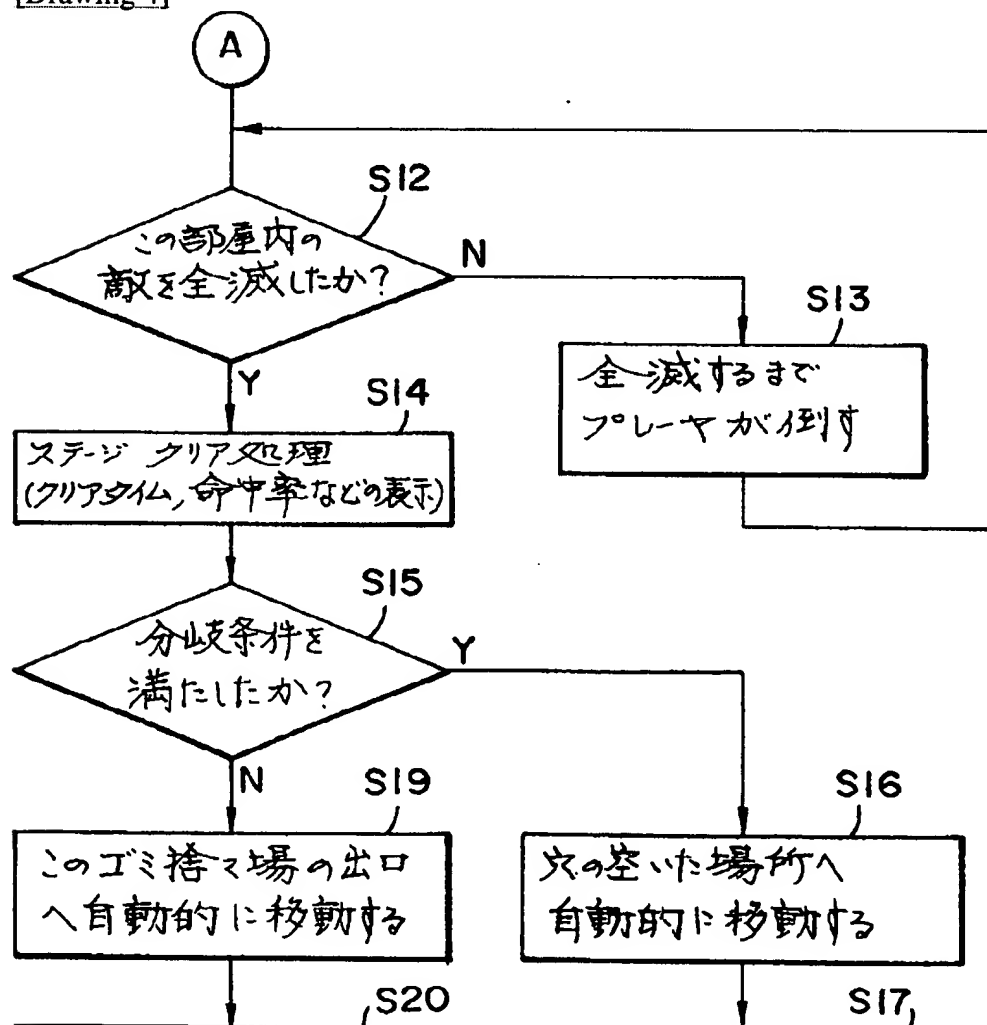 [Drawing 4]
A
S12
この部屋内の
敵を全滅したか?
N
Y
S13
全滅するまで
プレーヤが倒す
S14
ステージ クリア処理
(クリアタイム,命中率などの表示)
S15
分岐条件を
満たしたか?
Y
N
S19
このゴミ捨て場の出口
へ自動的に移動する
S16
穴の空いた場所へ
自動的に移動する
S20
S17